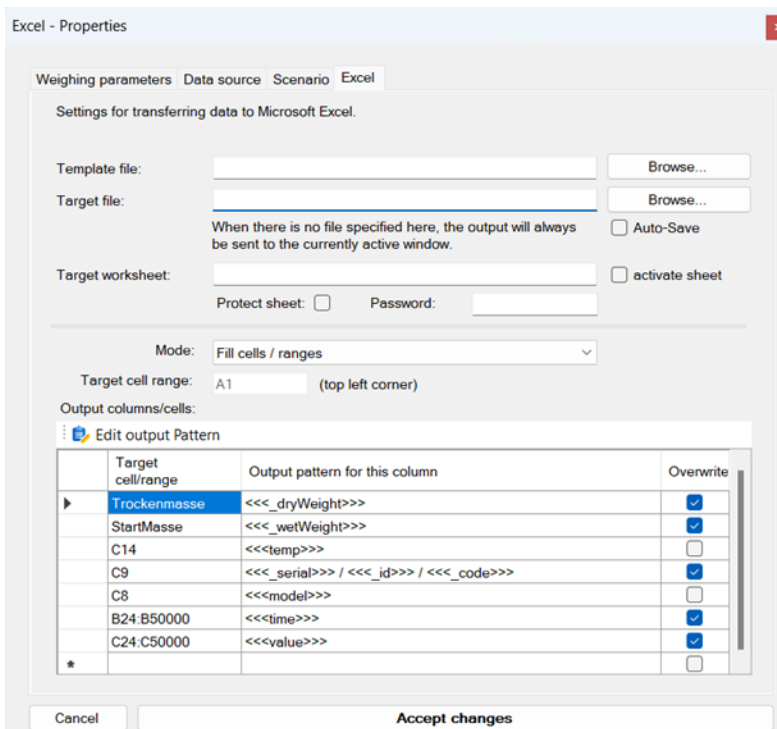 Excel - Properties
Weighing parameters Data source Scenario Excel
Settings for transferring data to Microsoft Excel.
Template file: Browse...
Target file: Browse...
When there is no file specified here, the output will always Auto-Save
be sent to the currently active window.
Target worksheet: activate sheet
Protect sheet: Password:
Mode: Fill cells / ranges
Target cell range: A1 (top left corner)
Output columns/cells:
Edit output Pattern
Target
cell/range Output pattern for this column Overwrite
Trockenmasse <<<_dryWeight>>>
StartMasse <<<_wetWeight>>>
C14 <<<temp>>>
C9 <<<_serial>>> / <<<_id>>> / <<<_code>>>
C8 <<<model>>>
B24:B50000 <<<time>>>
C24:C50000 <<<value>>>
*
Cancel Accept changes